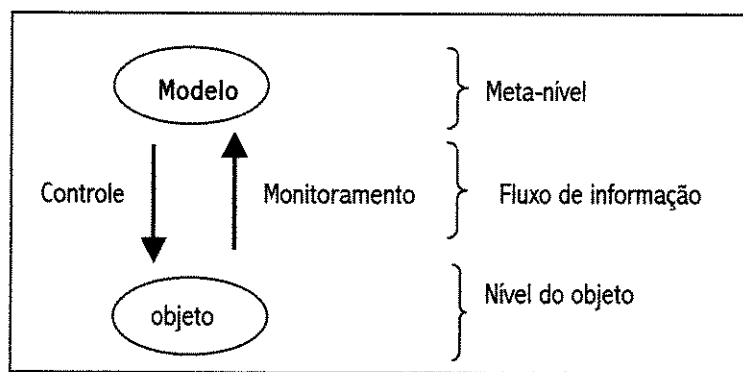 Modelo
Meta-nível
Controle
Monitoramento
Fluxo de informação
objeto
Nível do objeto